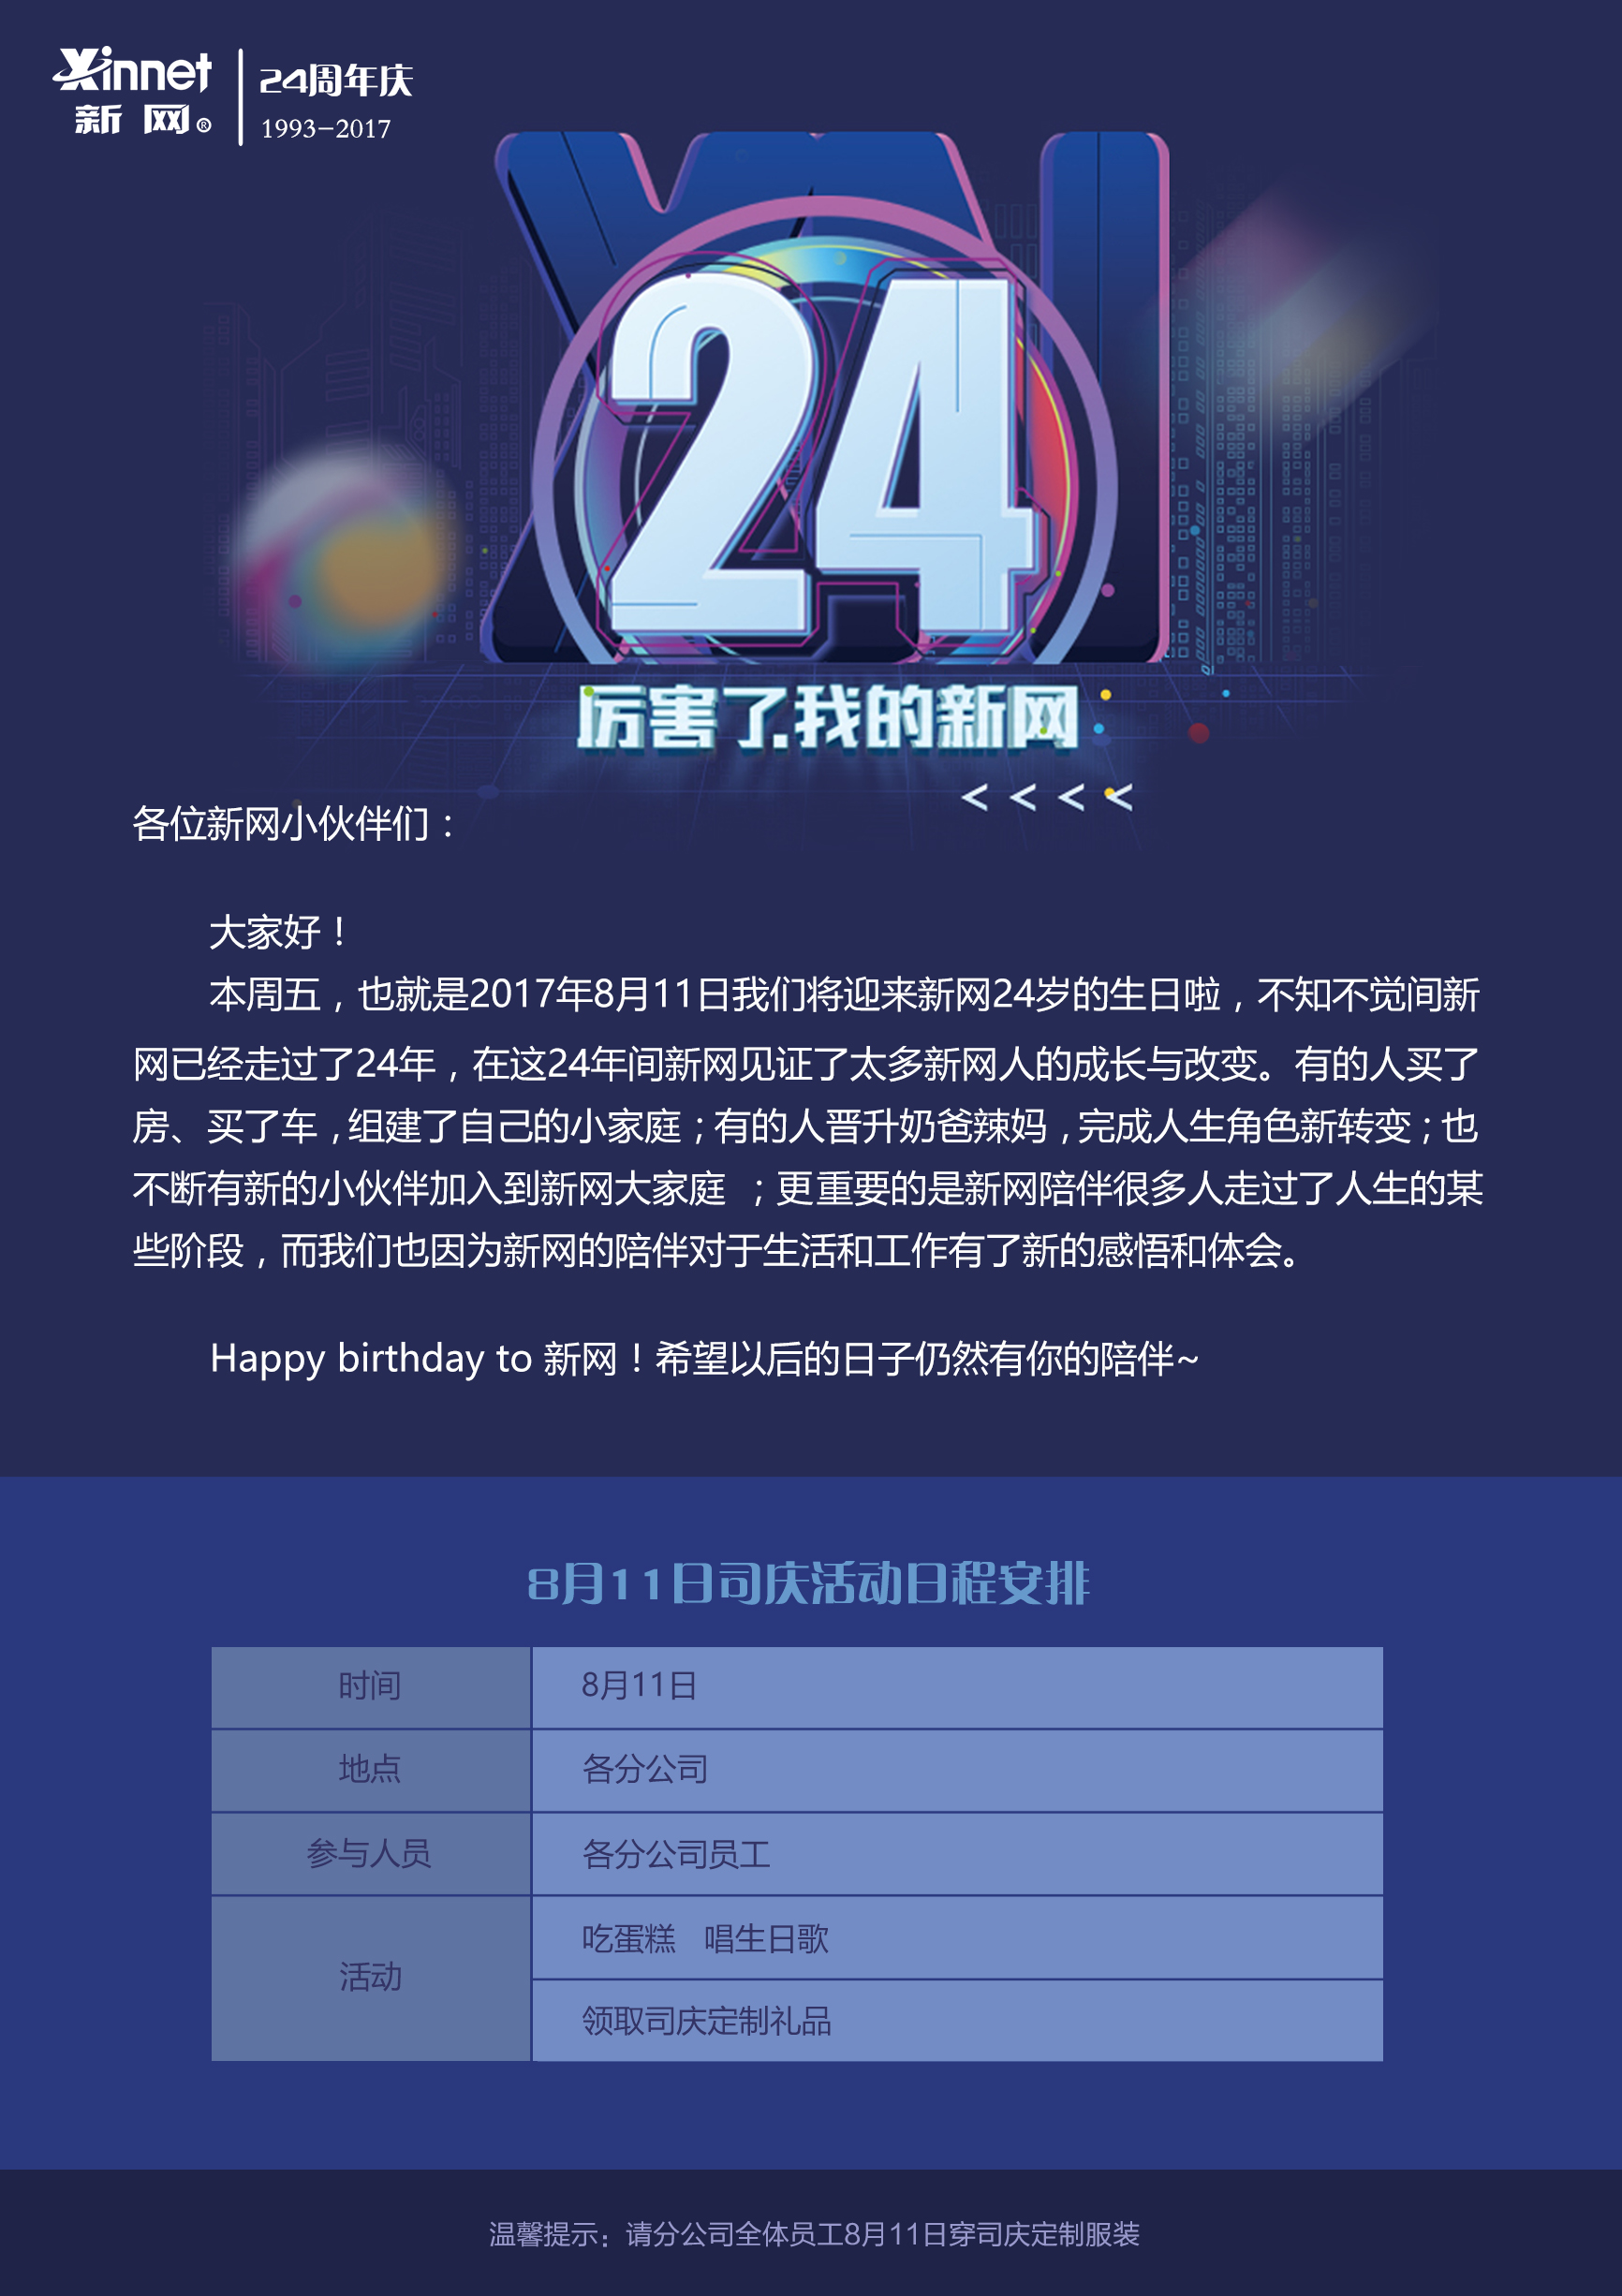 Xinnet
新 网®
24周年庆
1993-2017
24
厉害了.我的新网
< < < <
各位新网小伙伴们：
大家好！
本周五，也就是2017年8月11日我们将迎来新网24岁的生日啦，不知不觉间新
网已经走过了24年，在这24年间新网见证了太多新网人的成长与改变。有的人买了
房、买了车，组建了自己的小家庭；有的人晋升奶爸辣妈，完成人生角色新转变；也
不断有新的小伙伴加入到新网大家庭 ；更重要的是新网陪伴很多人走过了人生的某
些阶段，而我们也因为新网的陪伴对于生活和工作有了新的感悟和体会。
Happy birthday to 新网！希望以后的日子仍然有你的陪伴~
8月11日司庆活动日程安排
时间 8月11日
地点 各分公司
参与人员 各分公司员工
活动 吃蛋糕 唱生日歌
领取司庆定制礼品
温馨提示：请分公司全体员工8月11日穿司庆定制服装